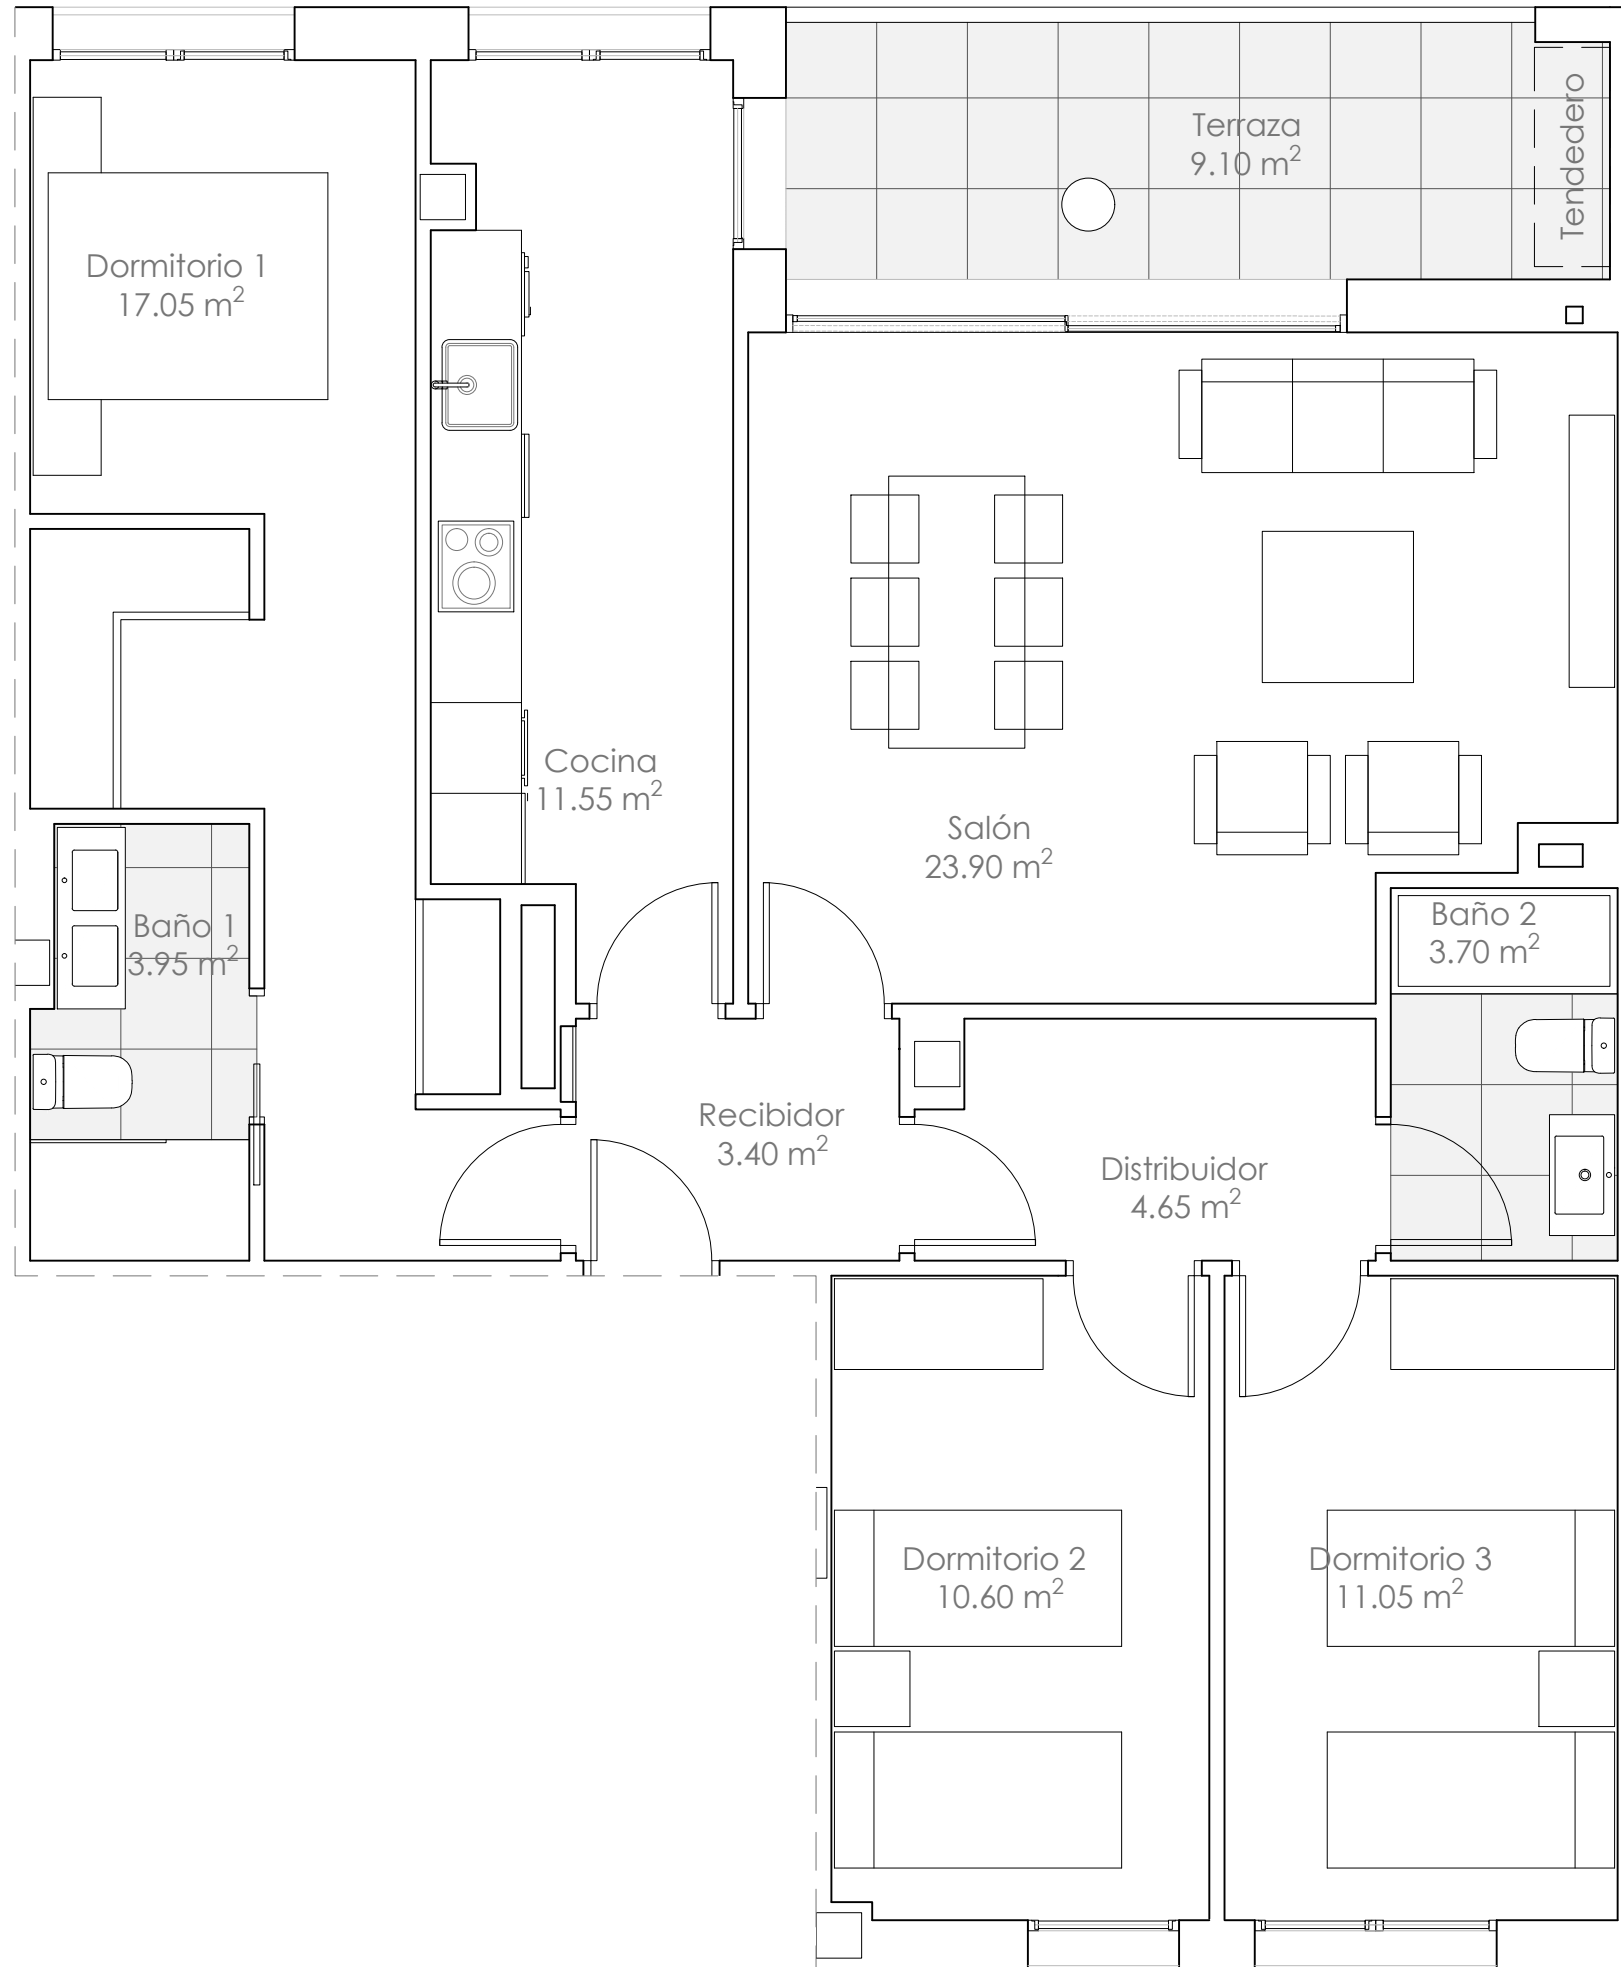 Terraza
9.10 m²
Tendedero
Dormitorio 1
17.05 m²
Cocina
11.55 m²
Salón
23.90 m²
Baño 1
3.95 m²
Baño 2
3.70 m²
Recibidor
3.40 m²
Distribuidor
4.65 m²
Dormitorio 2
10.60 m²
Dormitorio 3
11.05 m²